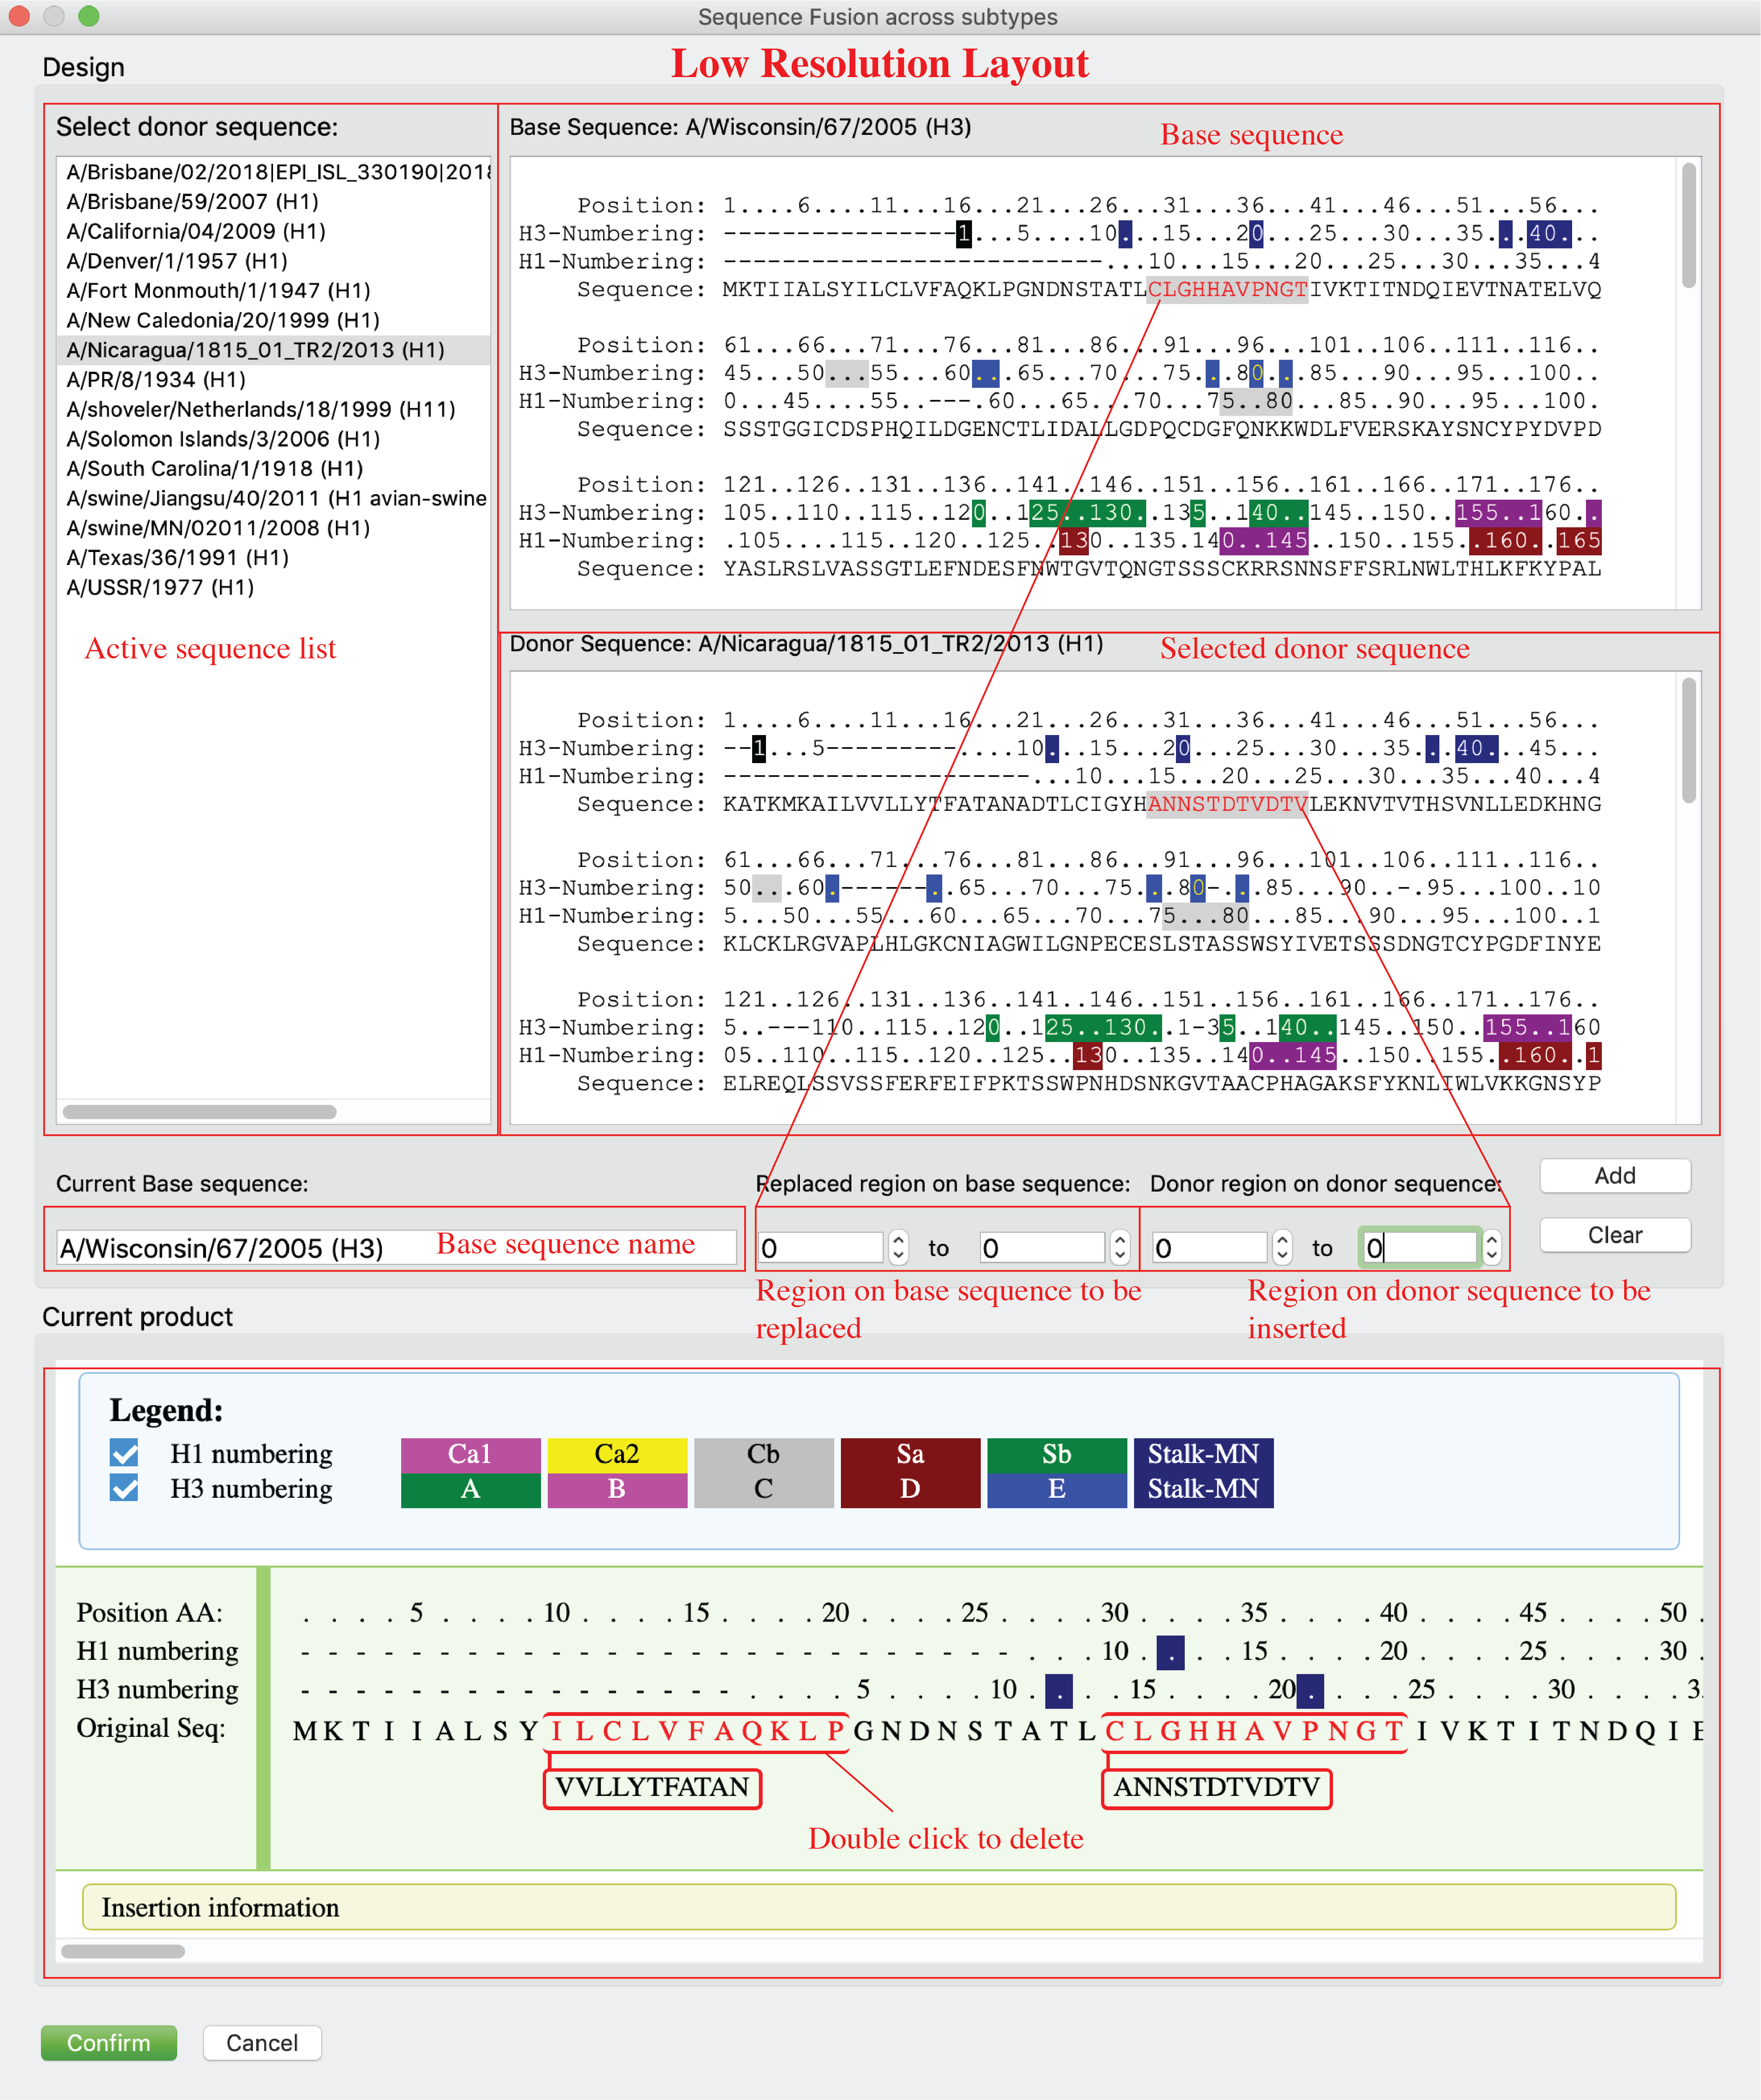 Sequence Fusion across subtypes
Low Resolution Layout
Design
Select donor sequence:
A/Brisbane/02/2018|EPI_ISL_330190|2018
A/Brisbane/59/2007 (H1)
A/California/04/2009 (H1)
A/Denver/1/1957 (H1)
A/Fort Monmouth/1/1947 (H1)
A/New Caledonia/20/1999 (H1)
A/Nicaragua/1815_01_TR2/2013 (H1)
A/PR/8/1934 (H1)
A/shoveler/Netherlands/18/1999 (H11)
A/Solomon Islands/3/2006 (H1)
A/South Carolina/1/1918 (H1)
A/swine/Jiangsu/40/2011 (H1 avian-swine
A/swine/MN/02011/2008 (H1)
A/Texas/36/1991 (H1)
A/USSR/1977 (H1)
Active sequence list
Base Sequence: A/Wisconsin/67/2005 (H3)
Base sequence
Position: 1....6....11...16...21...26...31...36...41...46...51...56...
H3-Numbering: ----------------1...5....10...15...20...25...30...35...40...
H1-Numbering: --------------------------...10...15...20...25...30...35...4
Sequence: MKTIIALSYILCLVFAQKLPGNDNSTATLCLGHHAVPNGTIVKTITNDQIEVTNATELVQ
Position: 61...66...71...76...81...86...91...96...101..106..111..116..
H3-Numbering: 45...50...55...60...65...70...75...80...85...90...95...100..
H1-Numbering: 0...45....55..---.60...65...70...75..80...85...90...95...100.
Sequence: SSSTGGICDSPHQILDGENCTLIDALLGDPQCDGFQNKKWDLFVERSKAYSNCYPYDVPD
Position: 121..126..131..136..141..146..151..156..161..166..171..176..
H3-Numbering: 105..110..115..120..125..130..135..140..145..150..155..160..
H1-Numbering: .105....115..120..125..130..135.140..145..150..155..160..165
Sequence: YASLRSLVASSGTLEFNDESFNWTGVTQNGTSSSCKRRSNNSFFSRLNWLTHLKFKYPAL
Donor Sequence: A/Nicaragua/1815_01_TR2/2013 (H1)
Selected donor sequence
Position: 1....6....11...16...21...26...31...36...41...46...51...56...
H3-Numbering: --1...5---------....10...15...20...25...30...35...40...45...
H1-Numbering: ---------------------...10...15...20...25...30...35...40...4
Sequence: KATKMKAILVVLLYTFATANADTLCIGYHANNSTDTVDTVLEKNVTVTHSVNLLEDKHNG
Position: 61...66...71...76...81...86...91...96...101..106..111..116..
H3-Numbering: 50...60.------..65...70...75...80-..85...90..-.95...100..10
H1-Numbering: 5...50...55...60...65...70...75...80...85...90...95...100..1
Sequence: KLCKLRGVAPLHLGKCNIAGWILGNPECESLSTASSWSYIVETSSSDNGTCYPGDFINYE
Position: 121..126..131..136..141..146..151..156..161..166..171..176..
H3-Numbering: 5..---110..115..120..125..130..1-35..140..145..150..155..160
H1-Numbering: 05..110..115..120..125..130..135..140..145..150..155..160..1
Sequence: ELREQLSSVSSFERFEIFPKTSSWPNHDSNKGVTAACPHAGAKSFYKNLIWLVKKGNSYP
Current Base sequence:
Replaced region on base sequence:
Donor region on donor sequence:
Add
A/Wisconsin/67/2005 (H3)
Base sequence name
0 to 0
0 to 0
Clear
Region on base sequence to be
replaced
Region on donor sequence to be
inserted
Current product
Legend:
H1 numbering Ca1 Ca2 Cb Sa Sb Stalk-MN
H3 numbering A B C D E Stalk-MN
Position AA: . . . . 5 . . . . 10 . . . . 15 . . . . 20 . . . . 25 . . . . 30 . . . . 35 . . . . 40 . . . . 45 . . . . 50 .
H1 numbering - - - - - - - - - - - - - - - - - - - - - - - - - - . . . 10 . . . . 15 . . . . 20 . . . . 25 . . . . 30 .
H3 numbering - - - - - - - - - - - - - - - - . . . . 5 . . . . 10 . . . . 15 . . . . 20 . . . . 25 . . . . 30 . . . . 3
Original Seq: MKTIIALSYILCLVFAQKLPGNDNSTATLCLGHHAVPNGTIVKTITNDQIE
VVLLYTFATAN
ANNSTDTVDTV
Double click to delete
Insertion information
Confirm
Cancel